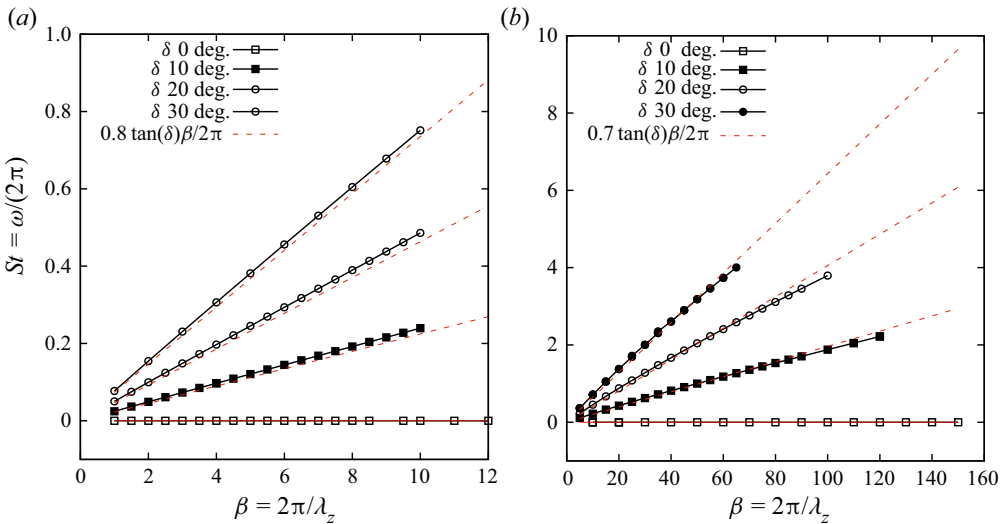 (a)
1.0
0.8
0.6
0.4
0.2
0
St = ω/(2π)
δ 0 deg.
δ 10 deg.
δ 20 deg.
δ 30 deg.
0.8 tan(δ)β/2π
0 2 4 6 8 10 12
β = 2π/λz
(b)
10
8
6
4
2
0
δ 0 deg.
δ 10 deg.
δ 20 deg.
δ 30 deg.
0.7 tan(δ)β/2π
0 20 40 60 80 100 120 140 160
β = 2π/λz